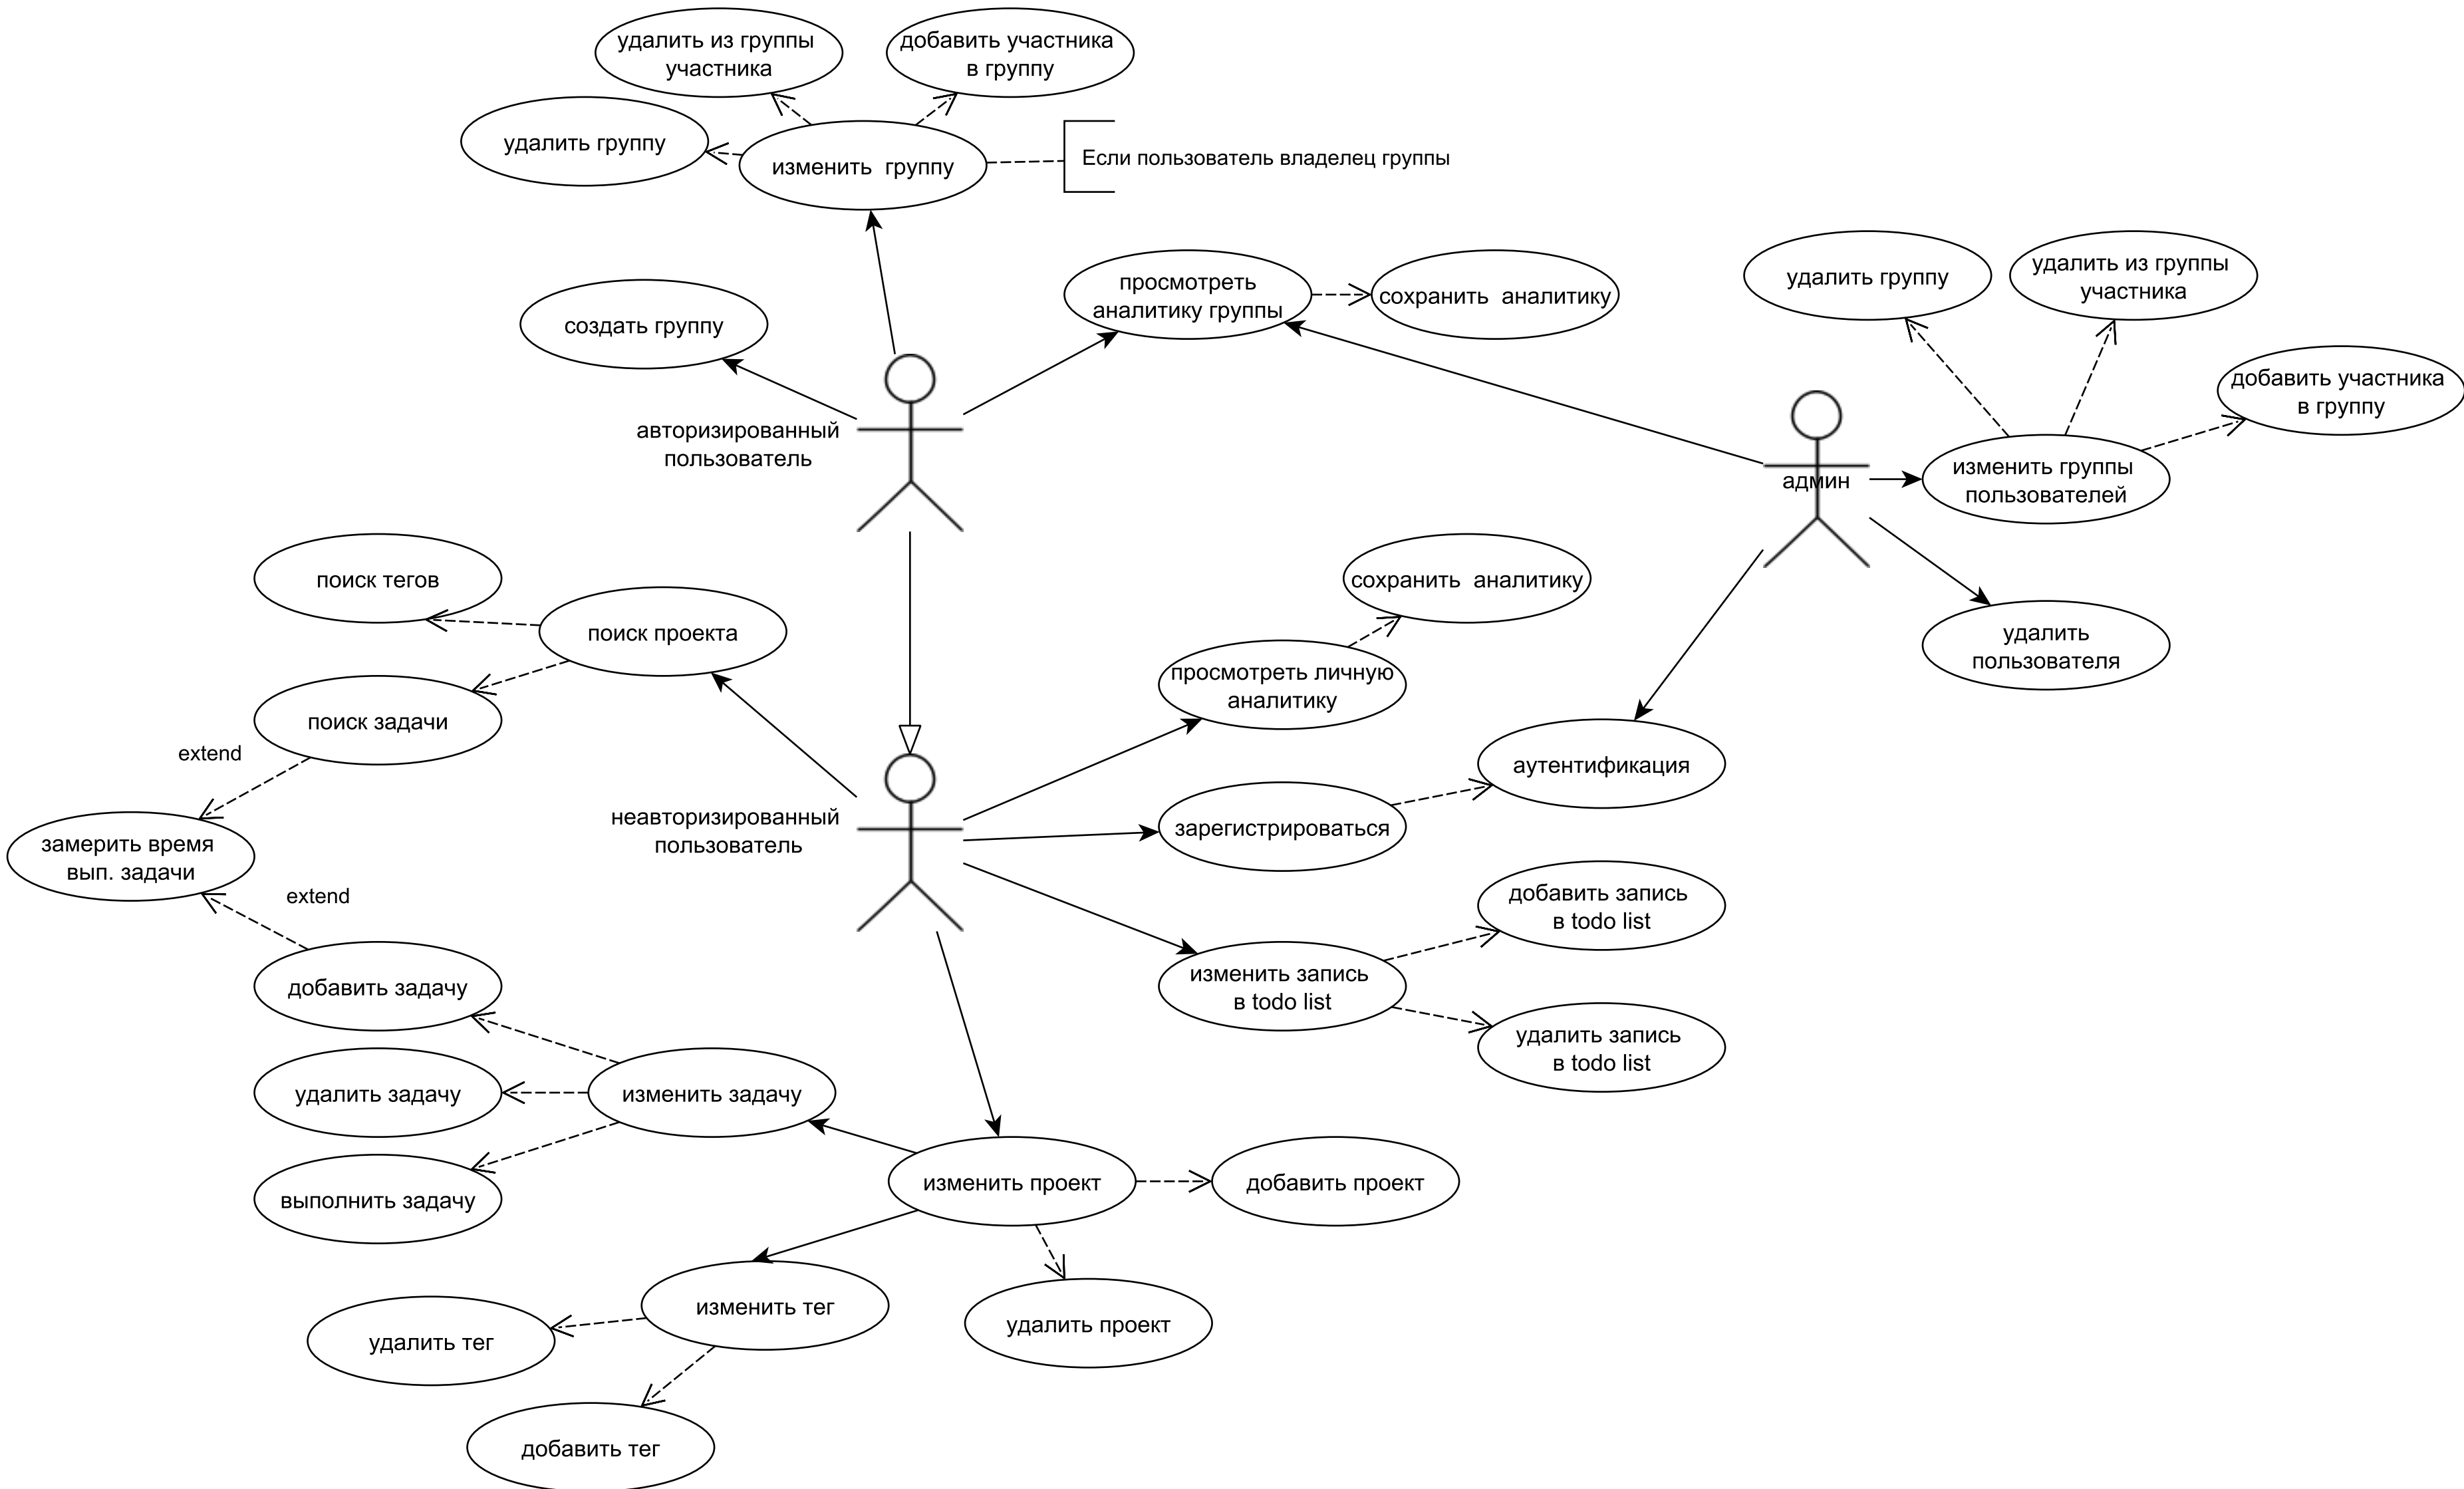 удалить из группы
участника
добавить участника
в группу
удалить группу
изменить группу
Если пользователь владелец группы
создать группу
просмотреть
аналитику группы
сохранить аналитику
удалить группу
удалить из группы
участника
добавить участника
в группу
авторизированный
пользователь
админ
изменить группы
пользователей
поиск тегов
поиск проекта
сохранить аналитику
удалить
пользователя
просмотреть личную
аналитику
поиск задачи
extend
аутентификация
неавторизированный
пользователь
зарегистрироваться
замерить время
вып. задачи
extend
добавить запись
в todo list
добавить задачу
изменить запись
в todo list
удалить запись
в todo list
удалить задачу
изменить задачу
выполнить задачу
изменить проект
добавить проект
изменить тег
удалить проект
удалить тег
добавить тег